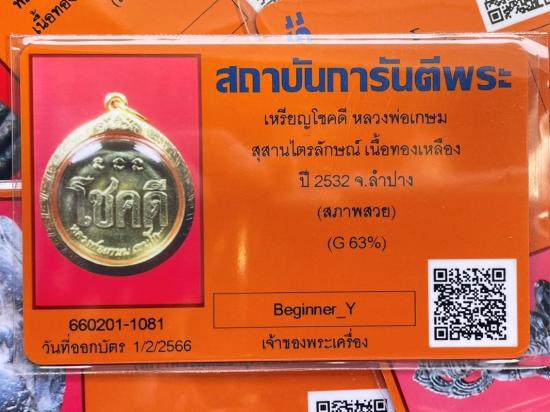 สถาบันการันตีพระ
เหรียญโชคดี หลวงพ่อเกษม
สุสานไตรลักษณ์ เนื้อทองเหลือง
ปี 2532 จ.ลำปาง
(สภาพสวย)
(G 63%)
โชคดี
660201-1081
วันที่ออกบัตร 1/2/2566
Beginner_Y
เจ้าของพระเครื่อง